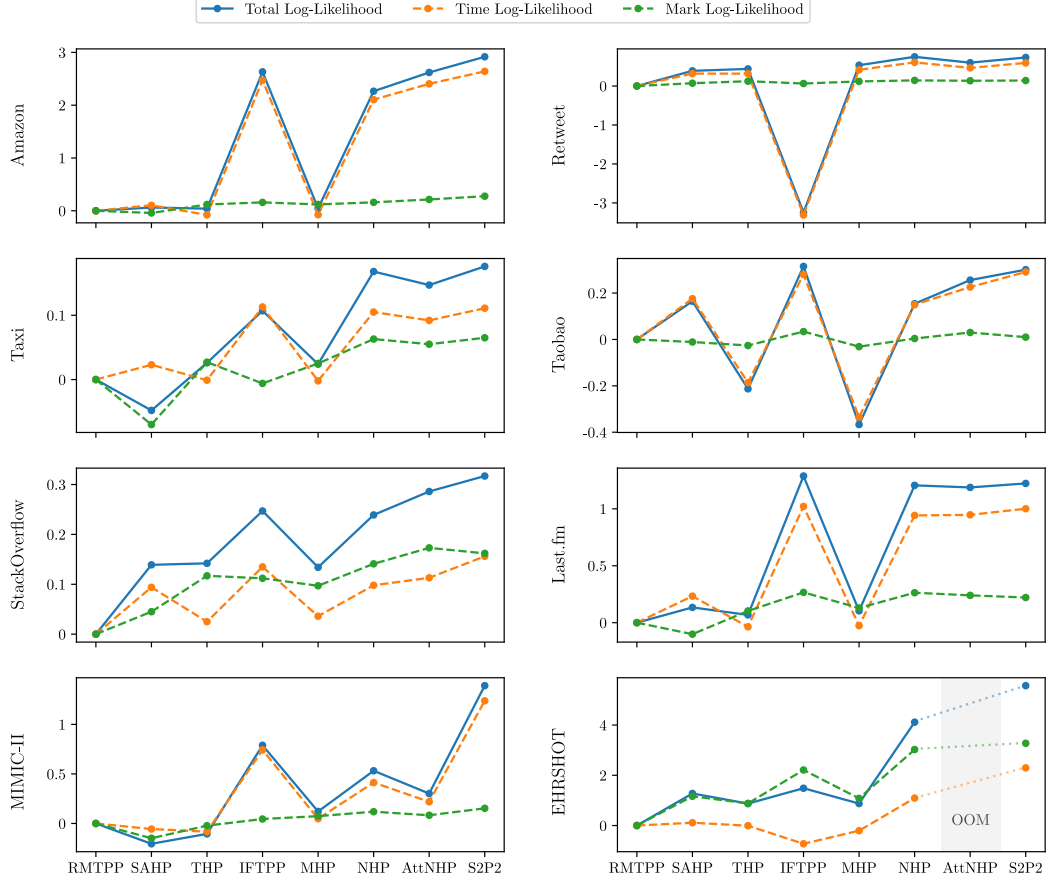 Total Log-Likelihood Time Log-Likelihood Mark Log-Likelihood
Amazon
3
2
1
0
Retweet
0
-1
-2
-3
Taxi
0.1
0
Taobao
0.2
0
-0.2
-0.4
StackOverflow
0.3
0.2
0.1
0
Last.fm
1
0.5
0
MIMIC-II
1
0.5
0
RMTPP SAHP THP IFTPP MHP NHP AttNHP S2P2
EHRSHOT
4
2
0
OOM
RMTPP SAHP THP IFTPP MHP NHP AttNHP S2P2